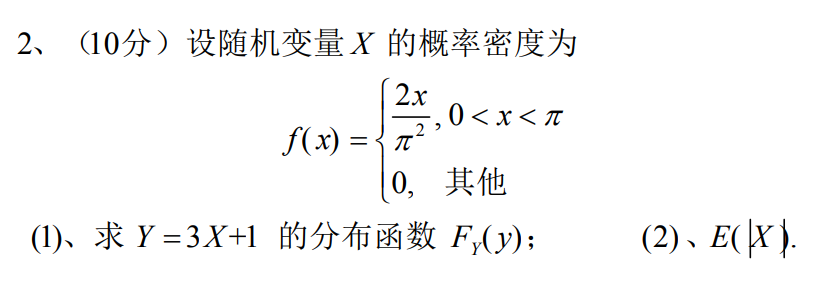 2、（10分）设随机变量 X 的概率密度为
f(x) = { 2x/π², 0 < x < π
0, 其他
(1)、求 Y =3X+1 的分布函数 F_Y(y)； (2)、E(|X|).